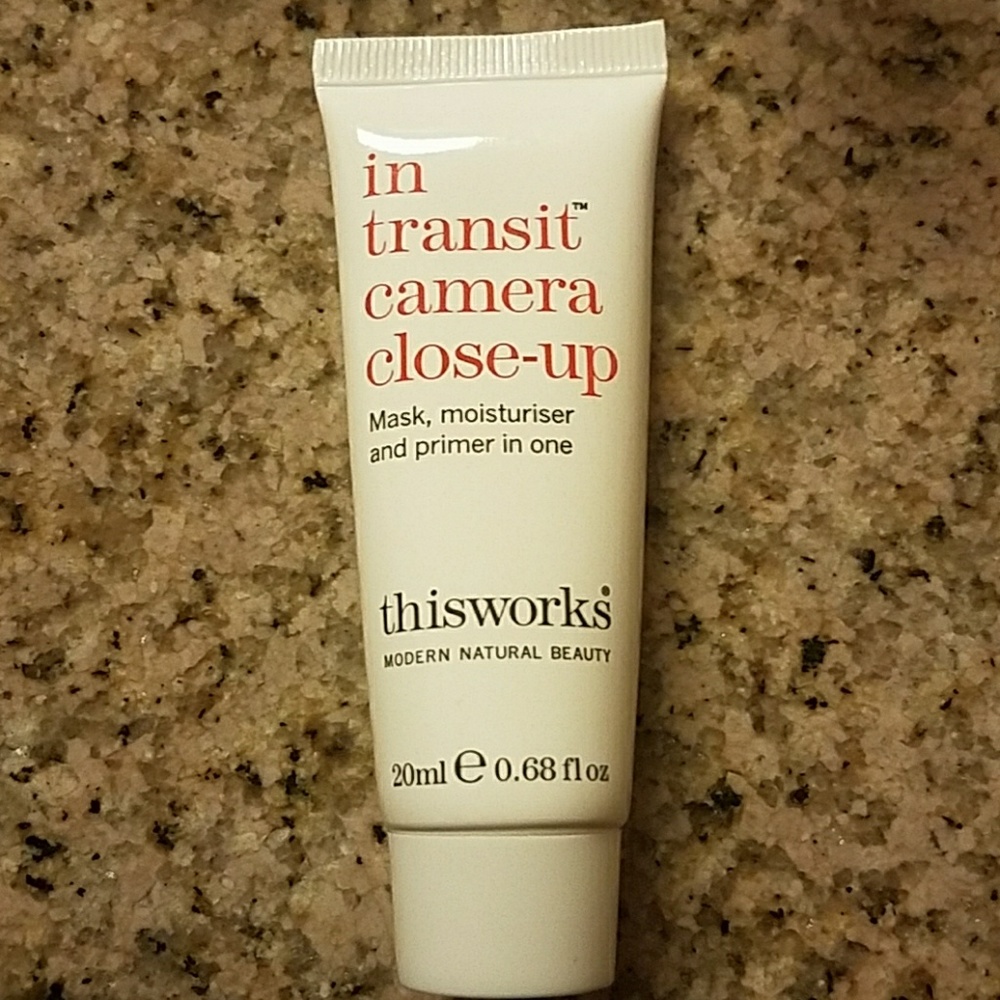 in
transit™
camera
close-up
Mask, moisturiser
and primer in one
thisworks
MODERN NATURAL BEAUTY
20ml ℮ 0.68 fl oz